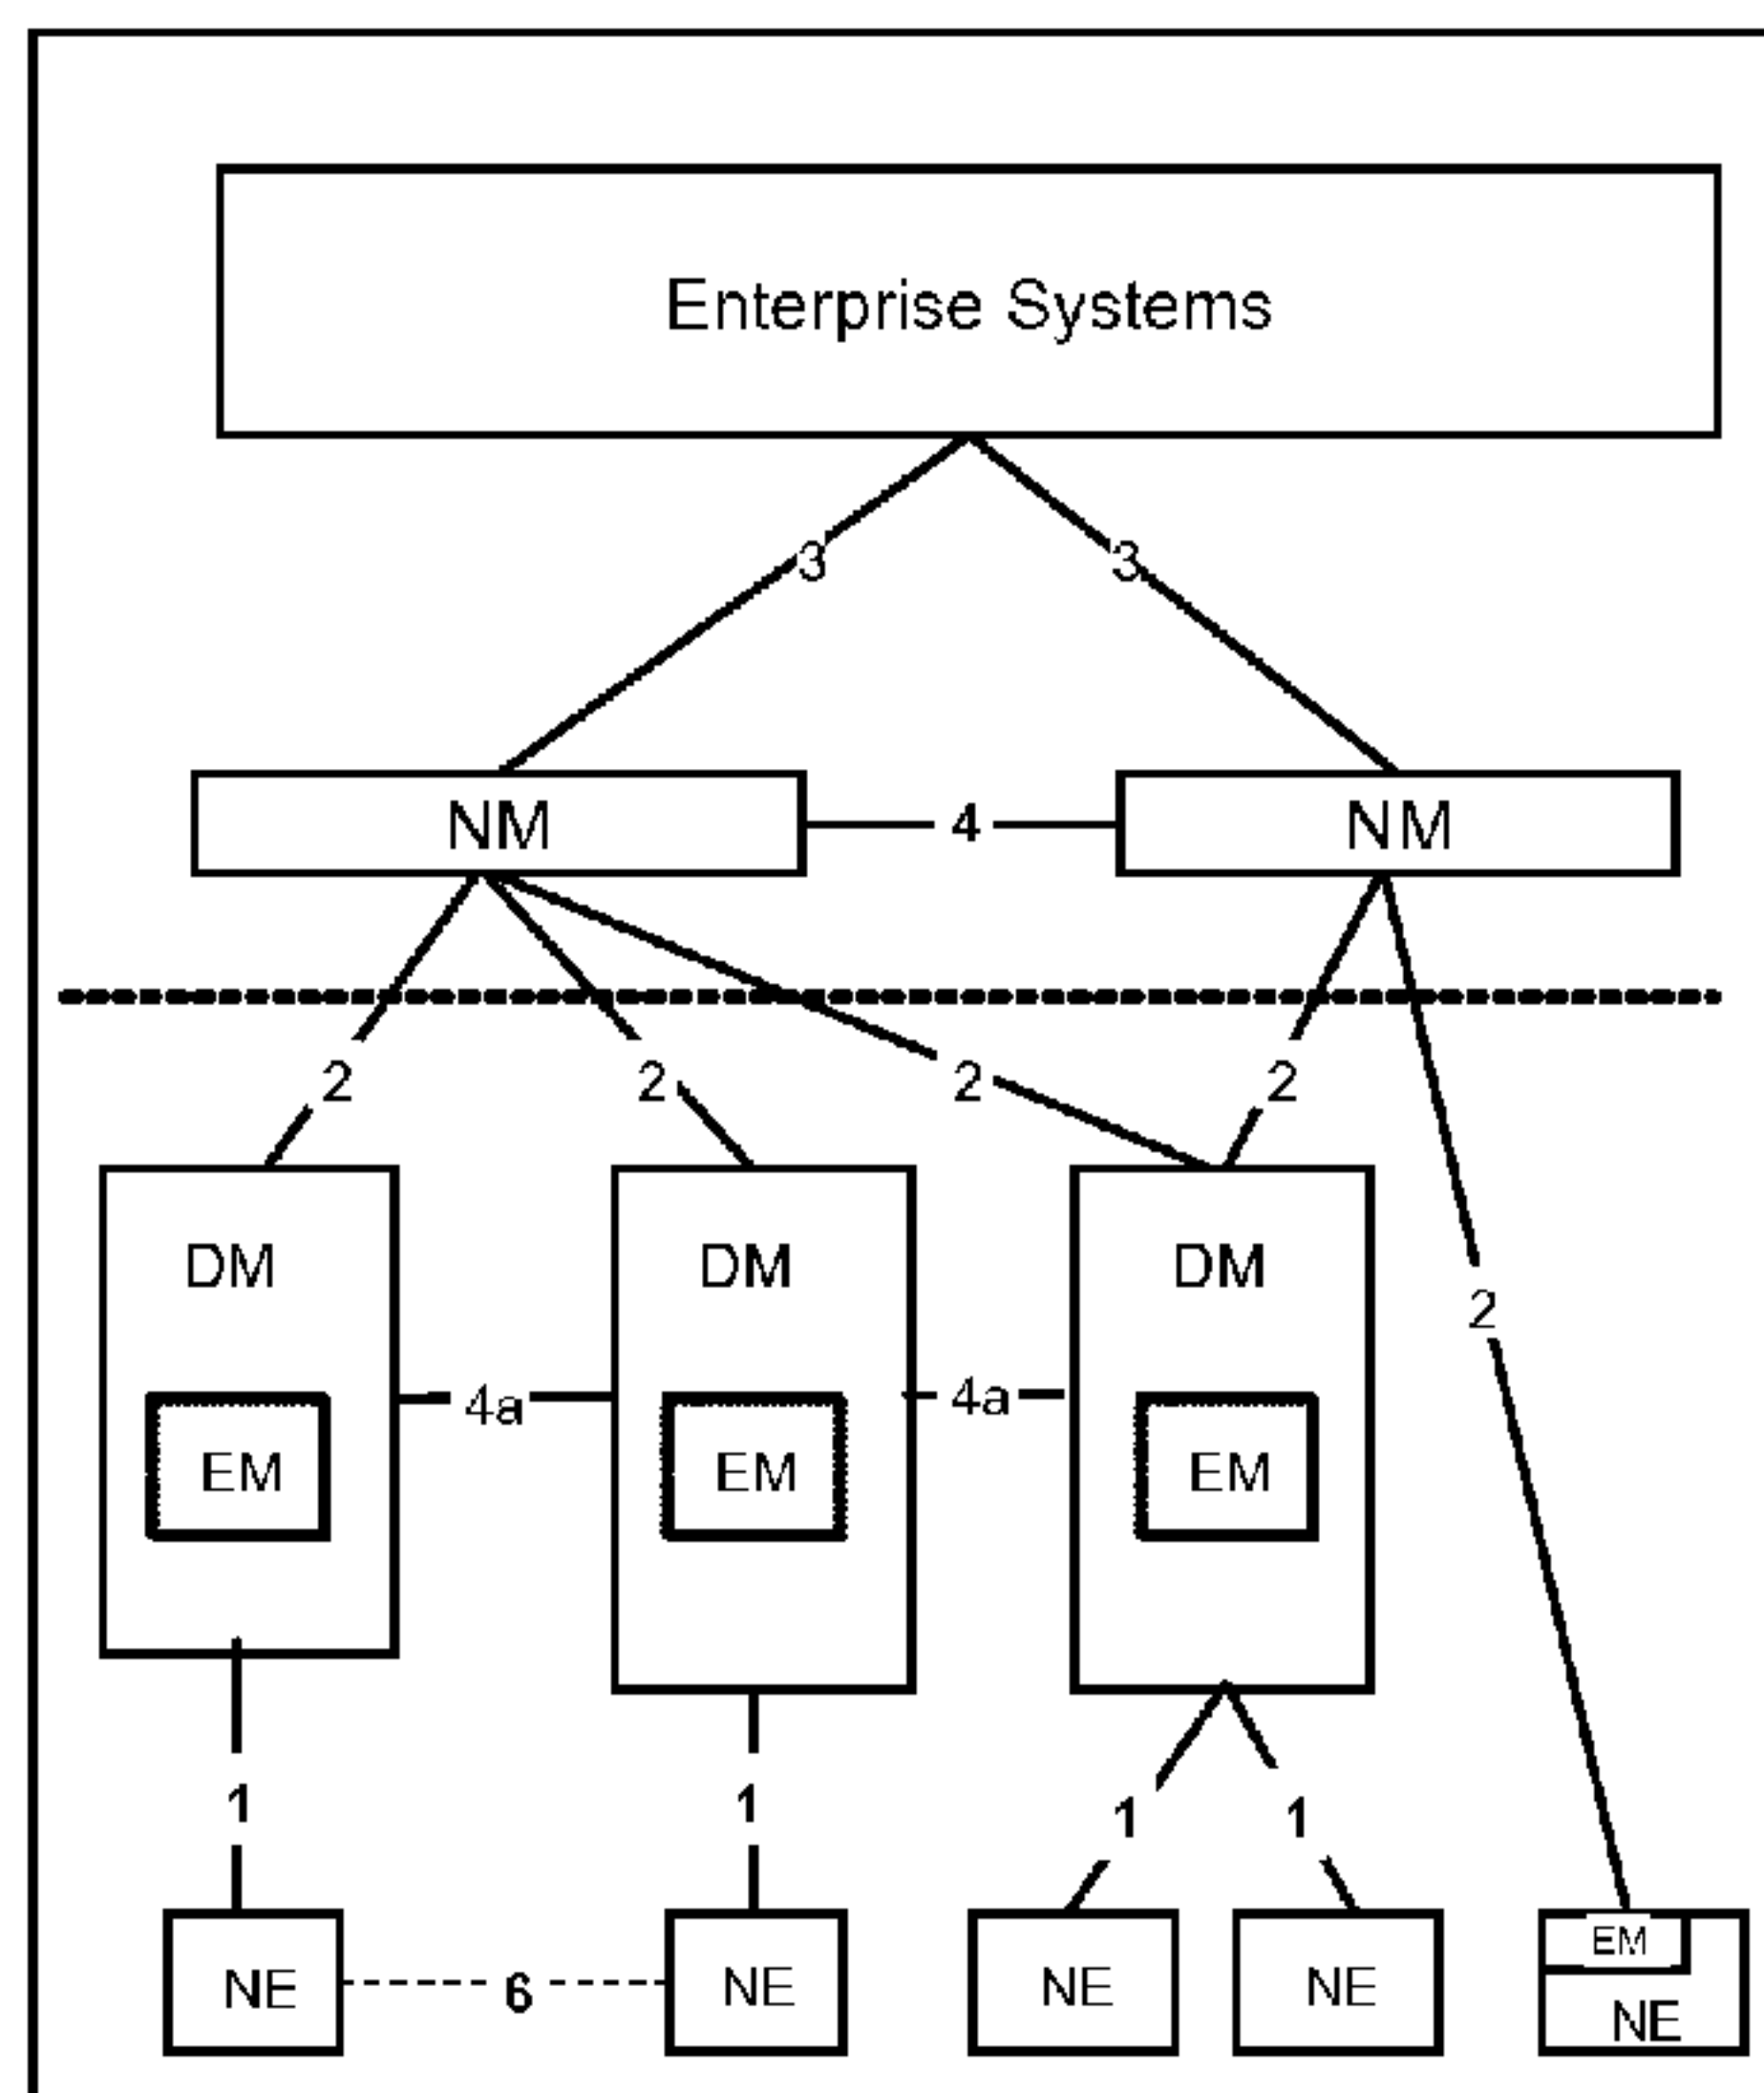 Enterprise Systems
3 3
NM 4 NM
2 2 2 2
DM DM DM
2
4a 4a
EM EM EM
1 1 1 1
EM
NE 6 NE NE NE NE